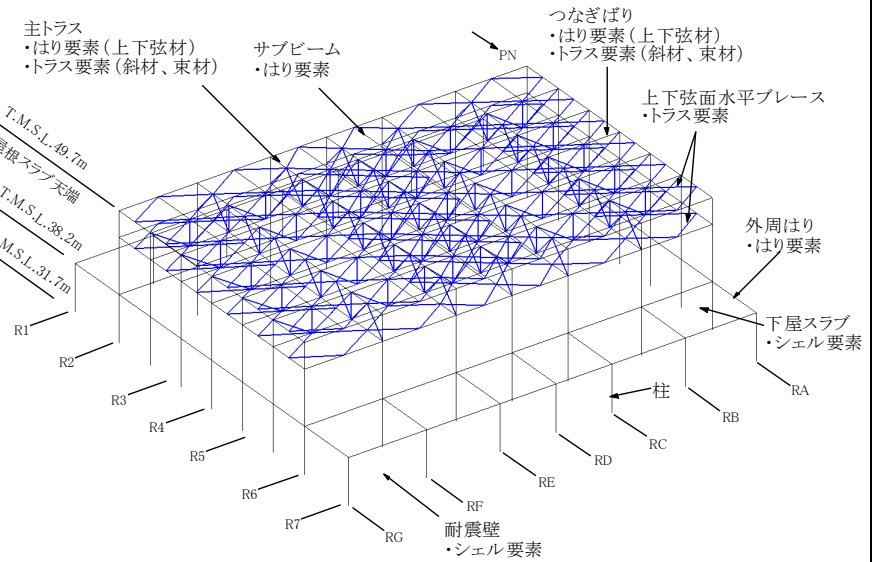 主トラス
・はり要素(上下弦材)
・トラス要素(斜材、束材)
サブビーム
・はり要素
つなぎばり
・はり要素(上下弦材)
・トラス要素(斜材、束材)
PN
上下弦面水平ブレース
・トラス要素
T.M.S.L.49.7m
屋根スラブ天端
T.M.S.L.38.2m
M.S.L.31.7m
外周はり
・はり要素
下屋スラブ
・シェル要素
柱
耐震壁
・シェル要素
R1
R2
R3
R4
R5
R6
R7
RA
RB
RC
RD
RE
RF
RG